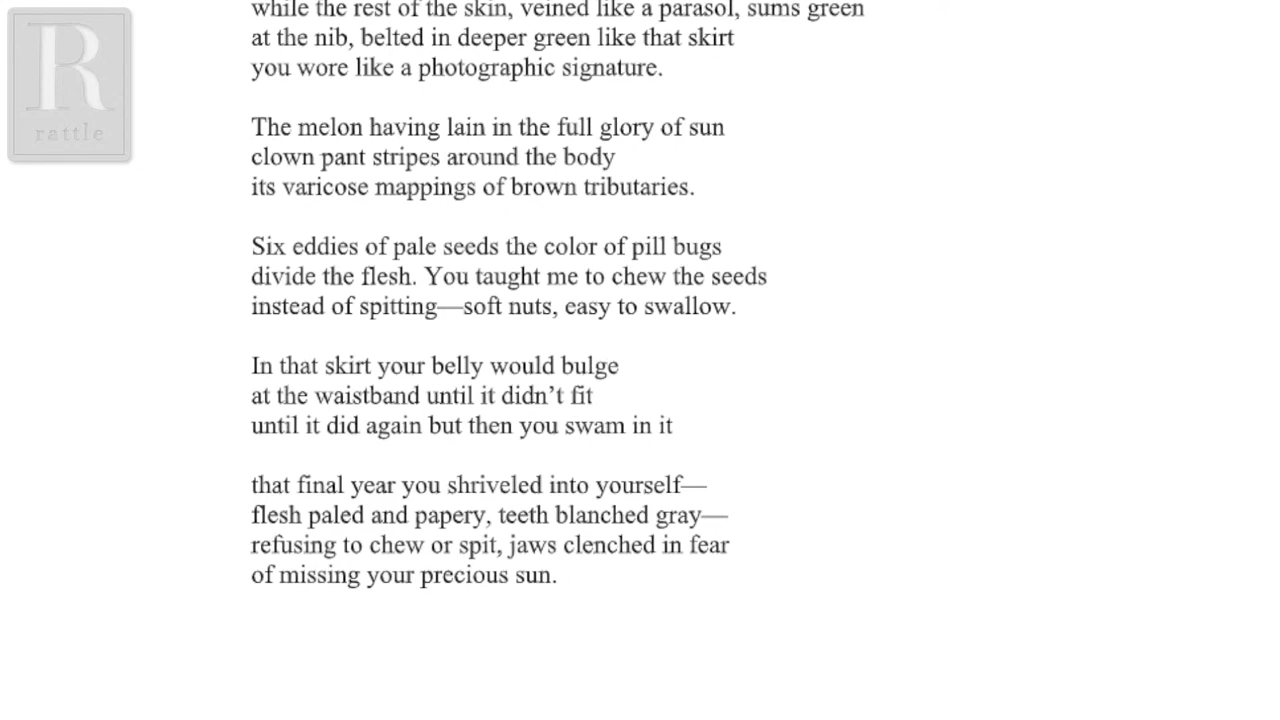 while the rest of the skin, veined like a parasol, sums green
at the nib, belted in deeper green like that skirt
you wore like a photographic signature.
The melon having lain in the full glory of sun
clown pant stripes around the body
its varicose mappings of brown tributaries.
Six eddies of pale seeds the color of pill bugs
divide the flesh. You taught me to chew the seeds
instead of spitting—soft nuts, easy to swallow.
In that skirt your belly would bulge
at the waistband until it didn’t fit
until it did again but then you swam in it
that final year you shriveled into yourself—
flesh paled and papery, teeth blanched gray—
refusing to chew or spit, jaws clenched in fear
of missing your precious sun.
R
rattle